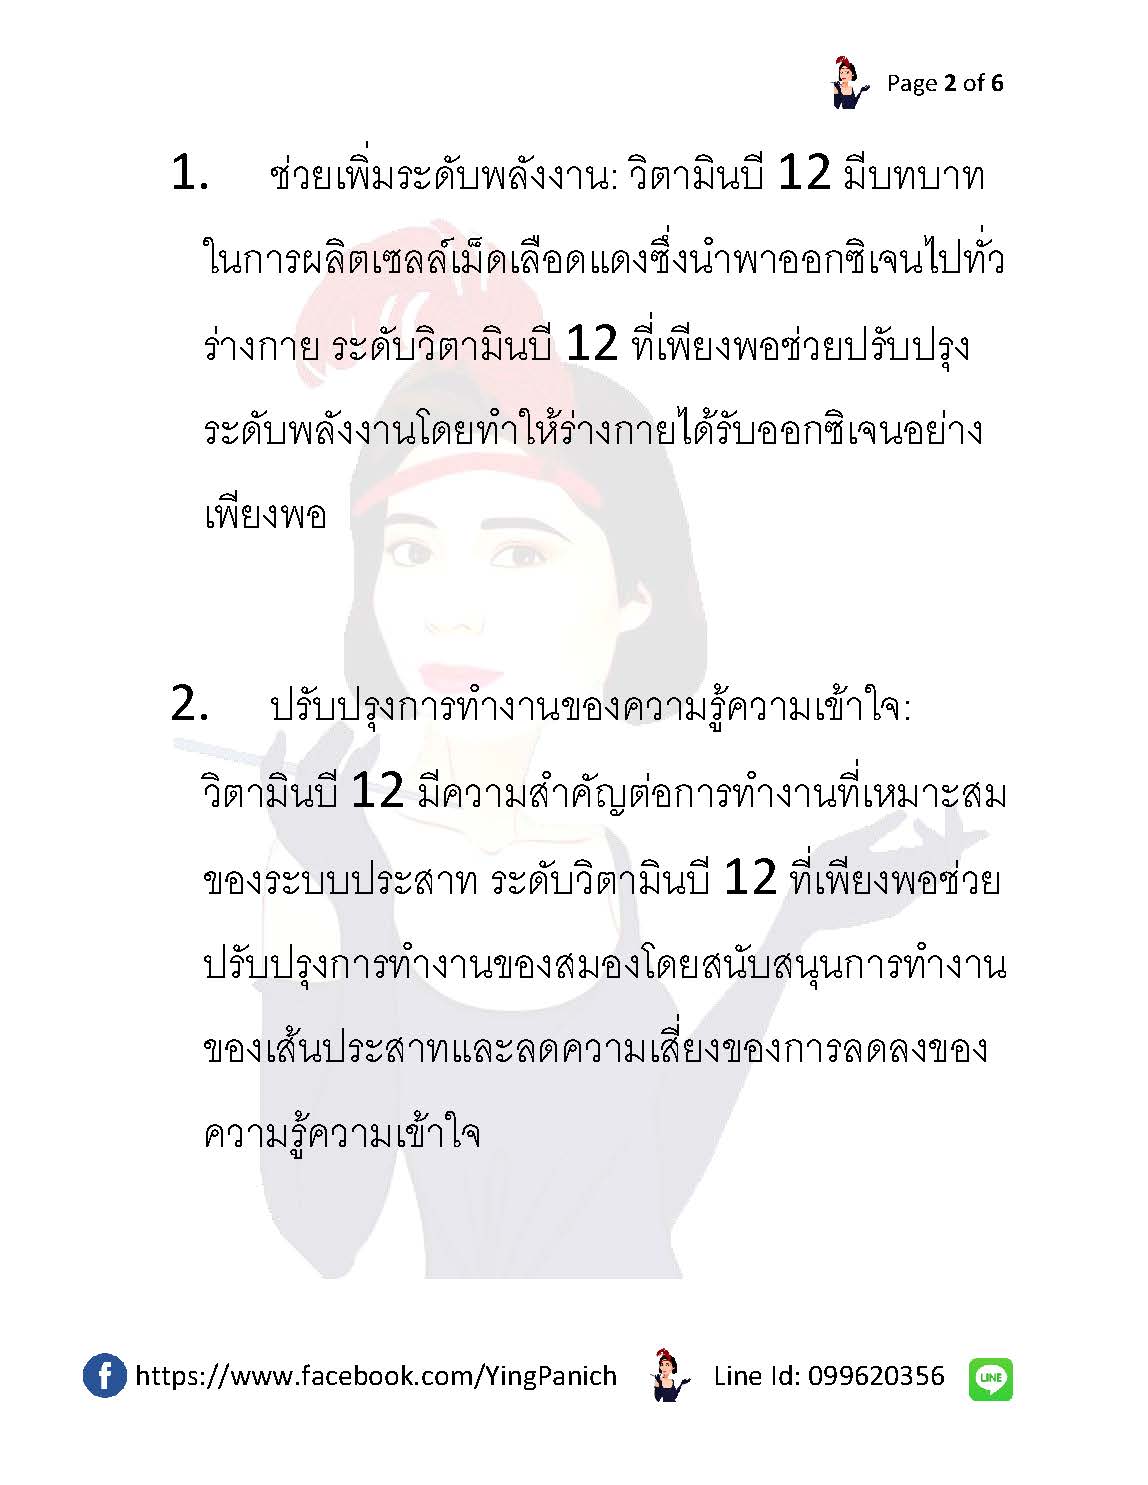 Page 2 of 6
1. ช่วยเพิ่มระดับพลังงาน: วิตามินบี 12 มีบทบาท
ในการผลิตเซลล์เม็ดเลือดแดงซึ่งนำพาออกซิเจนไปทั่ว
ร่างกาย ระดับวิตามินบี 12 ที่เพียงพอช่วยปรับปรุง
ระดับพลังงานโดยทำให้ร่างกายได้รับออกซิเจนอย่าง
เพียงพอ
2. ปรับปรุงการทำงานของความรู้ความเข้าใจ:
วิตามินบี 12 มีความสำคัญต่อการทำงานที่เหมาะสม
ของระบบประสาท ระดับวิตามินบี 12 ที่เพียงพอช่วย
ปรับปรุงการทำงานของสมองโดยสนับสนุนการทำงาน
ของเส้นประสาทและลดความเสี่ยงของการลดลงของ
ความรู้ความเข้าใจ
f https://www.facebook.com/YingPanich Line Id: 099620356 LINE